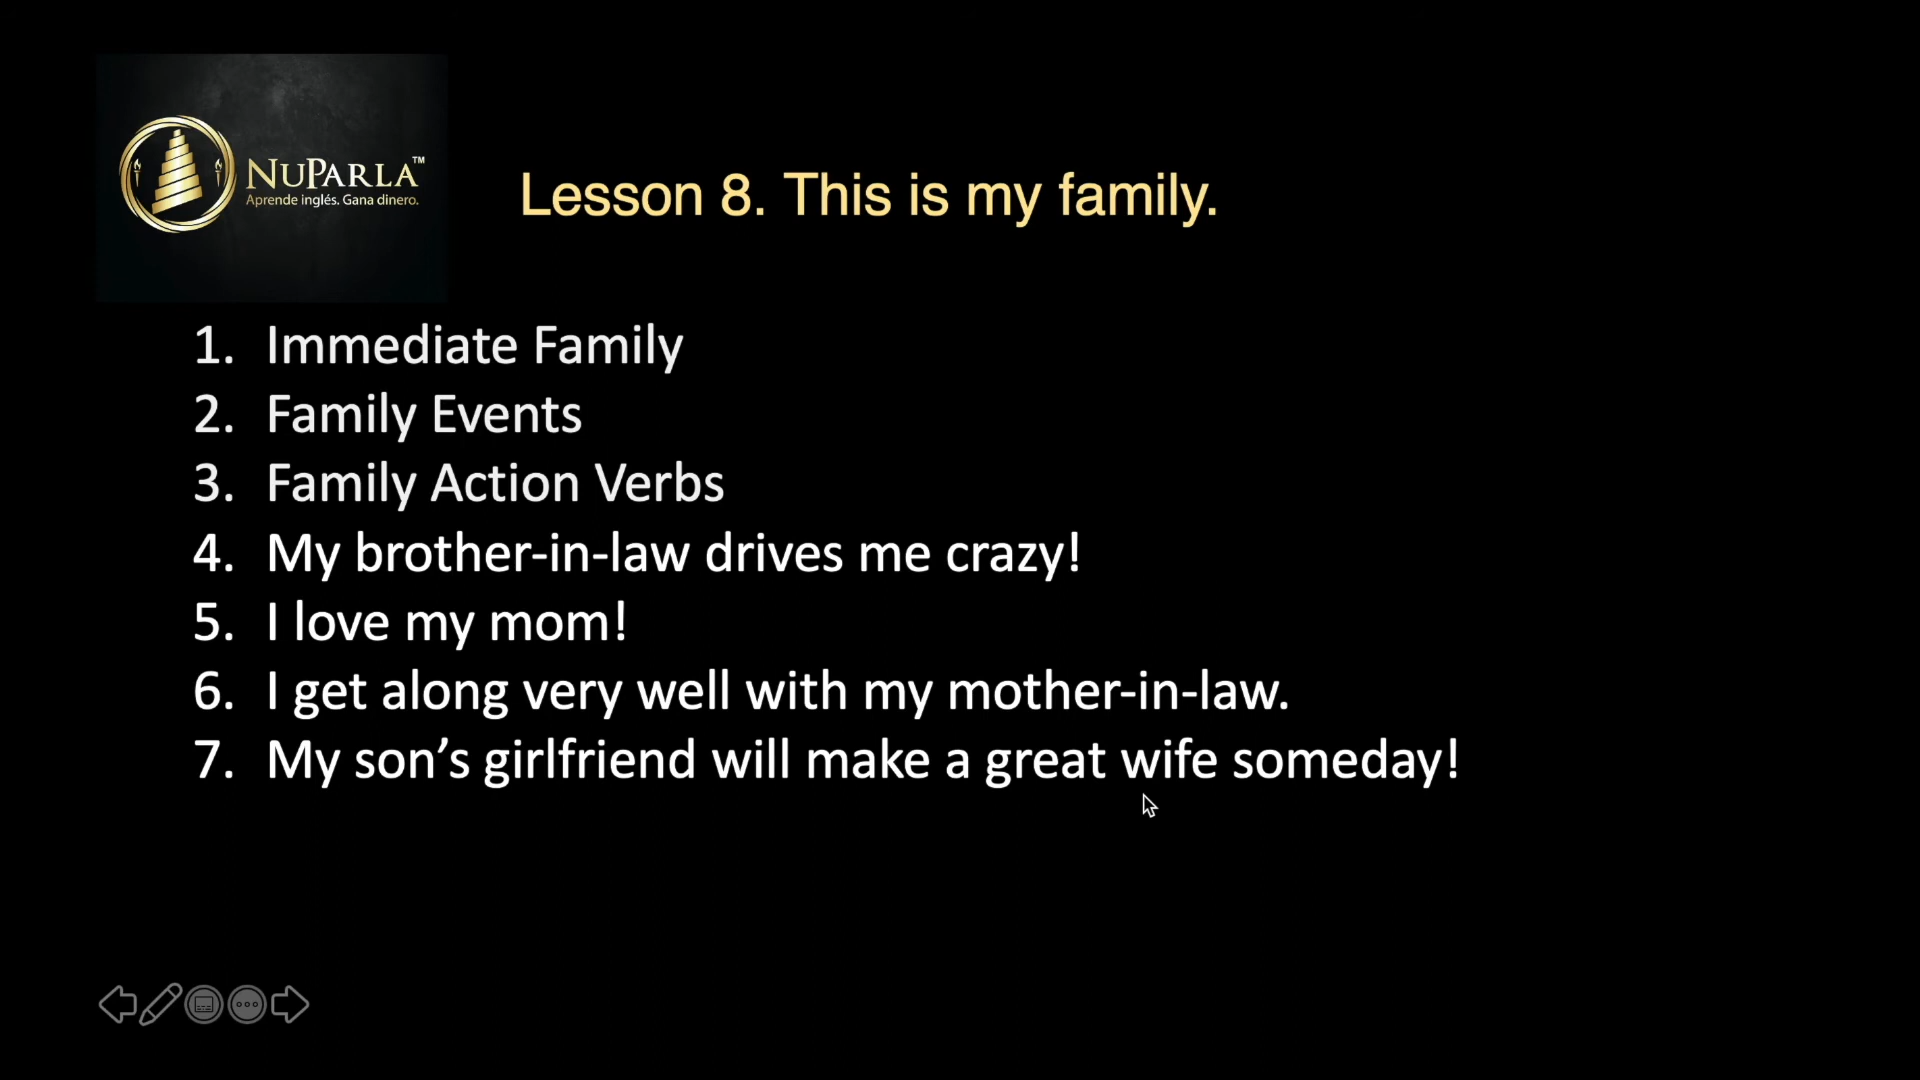 NUPARLA™
Aprende inglés. Gana dinero.
Lesson 8. This is my family.
1. Immediate Family
2. Family Events
3. Family Action Verbs
4. My brother-in-law drives me crazy!
5. I love my mom!
6. I get along very well with my mother-in-law.
7. My son’s girlfriend will make a great wife someday!